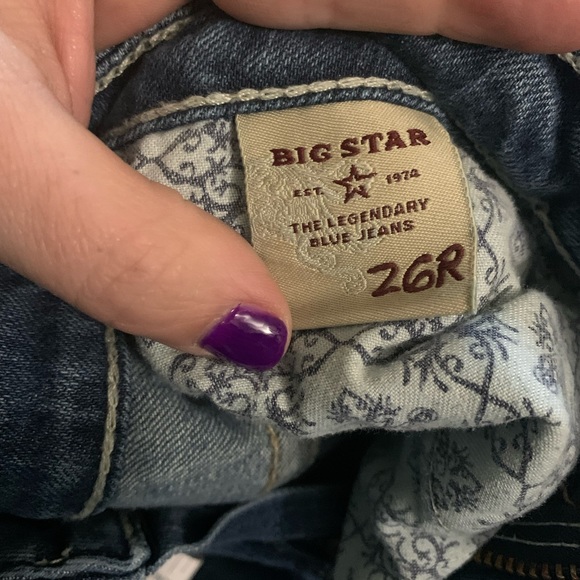 BIG STAR
EST. 1974
THE LEGENDARY
BLUE JEANS
26R